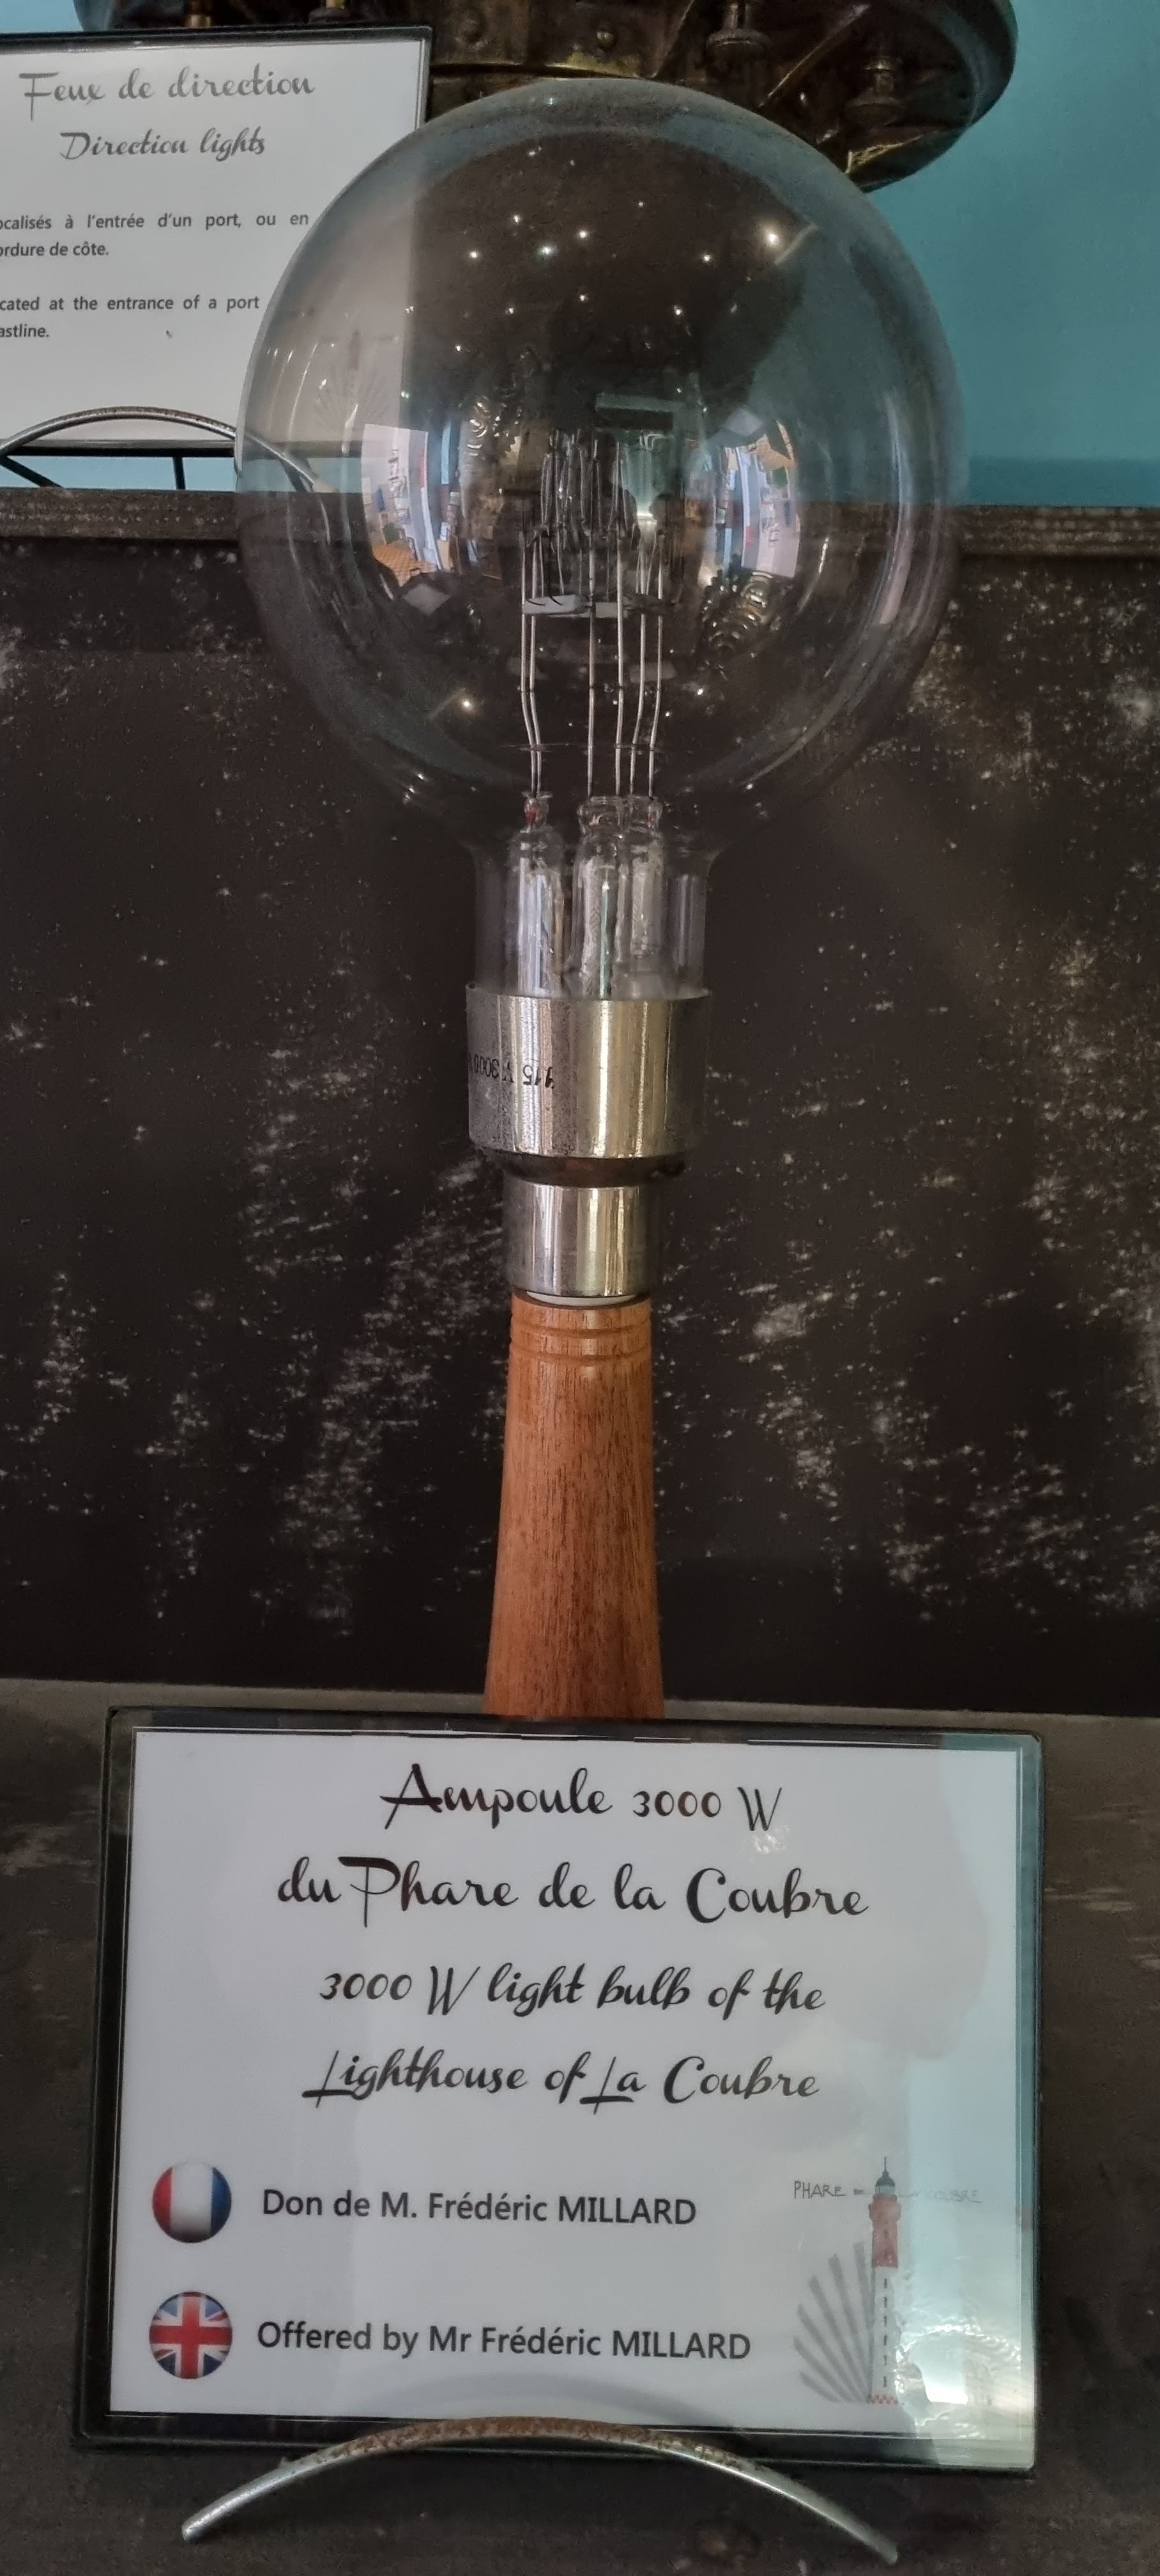 Feux de direction
Direction lights
ocalisés à l'entrée d'un port, ou en
ordure de côte.
cated at the entrance of a port
astline.
3000
Ampoule 3000 W
du Phare de la Coubre
3000 W light bulb of the
Lighthouse of La Coubre
PHARE
COUBRE
Don de M. Frédéric MILLARD
Offered by Mr Frédéric MILLARD